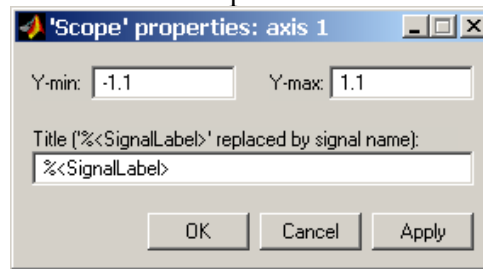 'Scope' properties: axis 1
Y-min: -1.1 Y-max: 1.1
Title ('%<SignalLabel>' replaced by signal name):
%<SignalLabel>
OK Cancel Apply